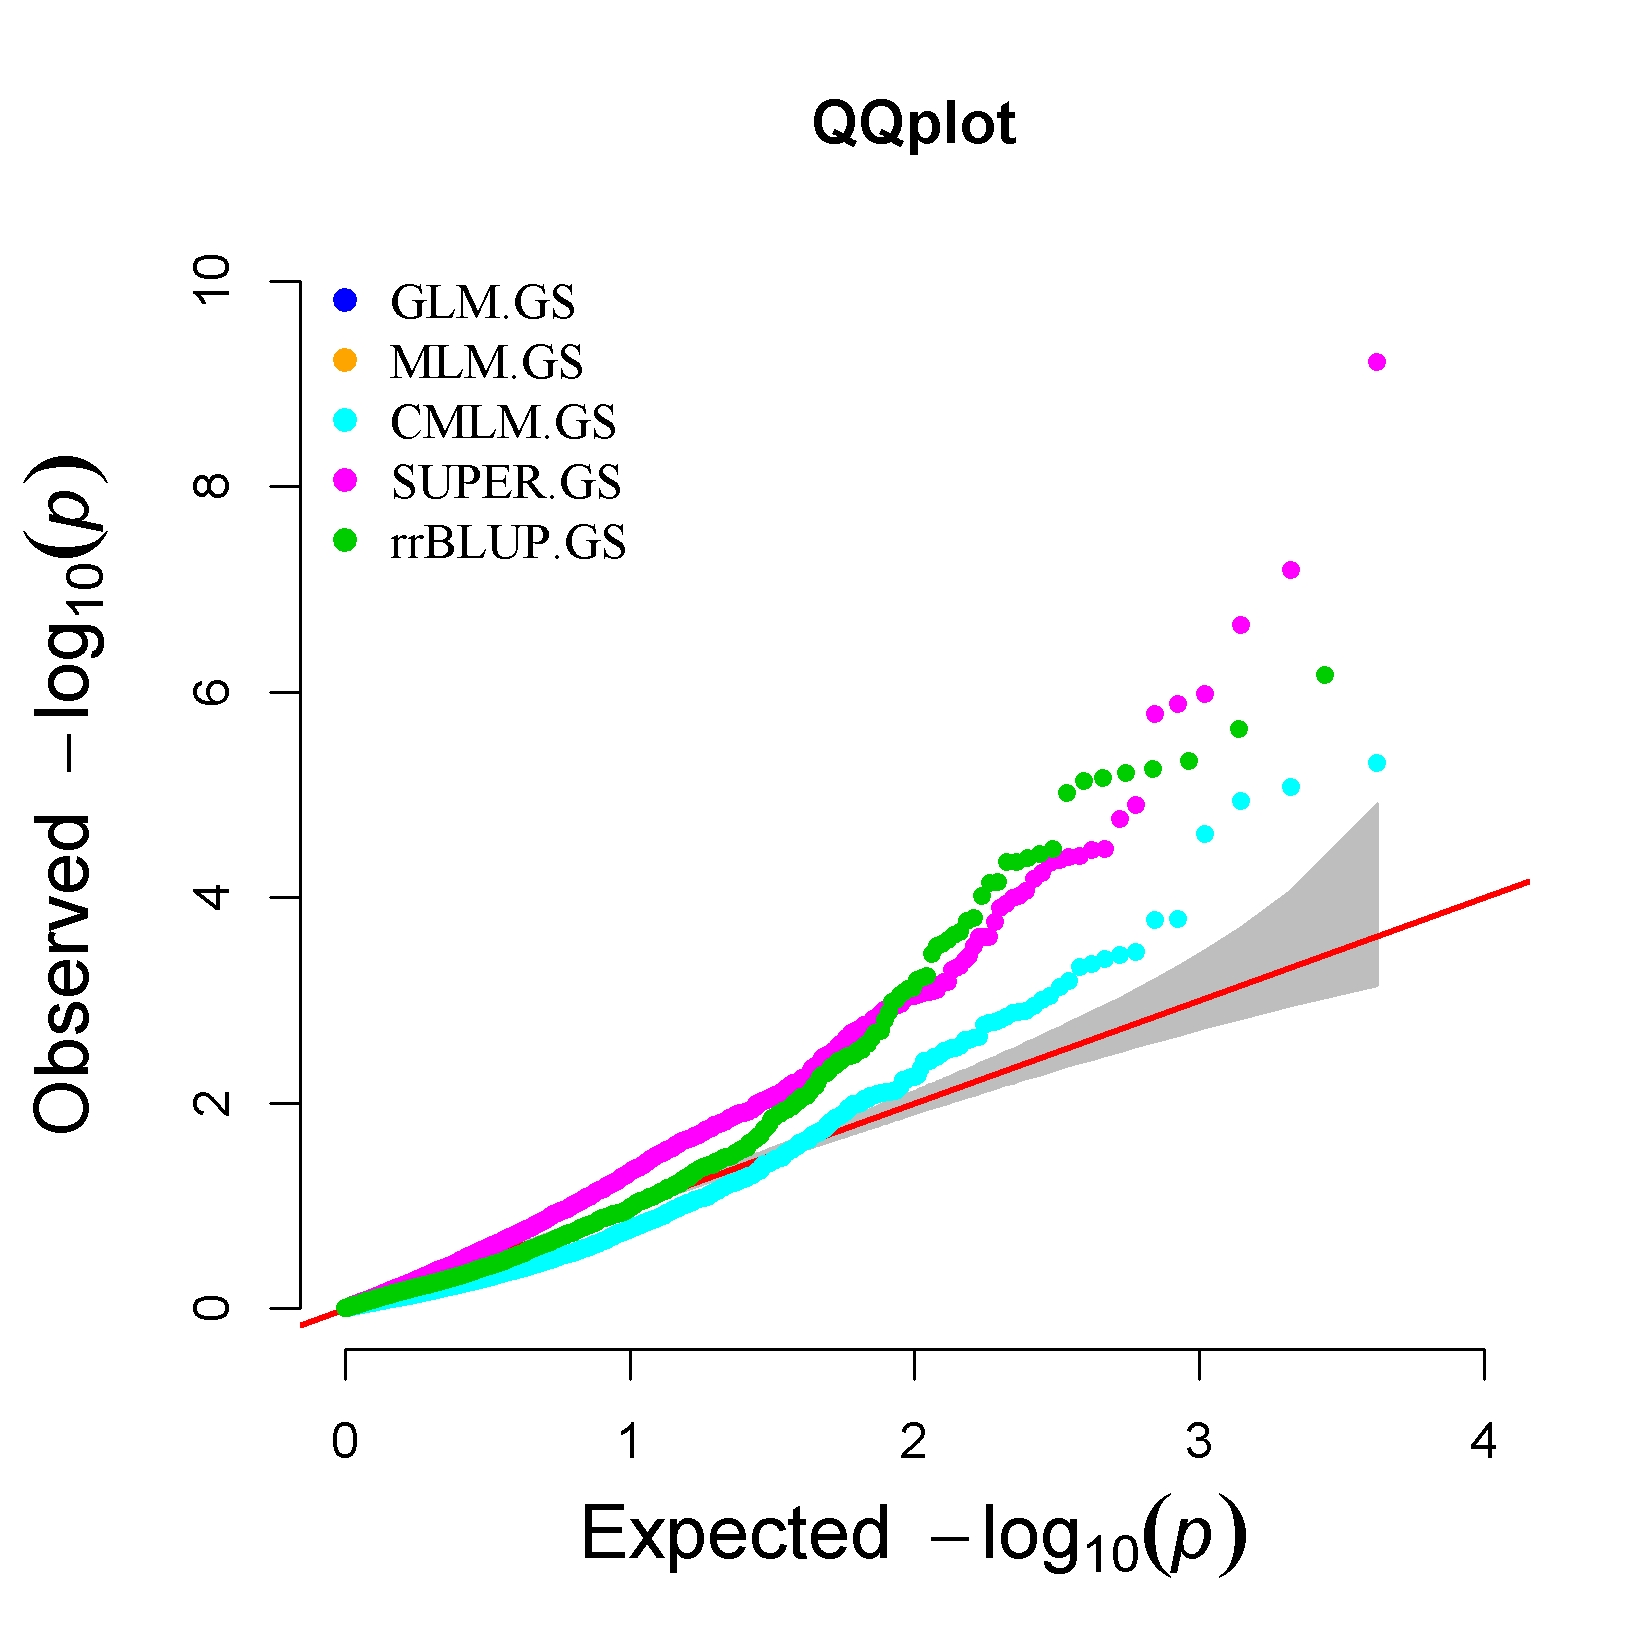 QQplot
10
8
6
4
2
0
GLM.GS
MLM.GS
CMLM.GS
SUPER.GS
rrBLUP.GS
Observed −log₁₀(p)
0 1 2 3 4
Expected −log₁₀(p)